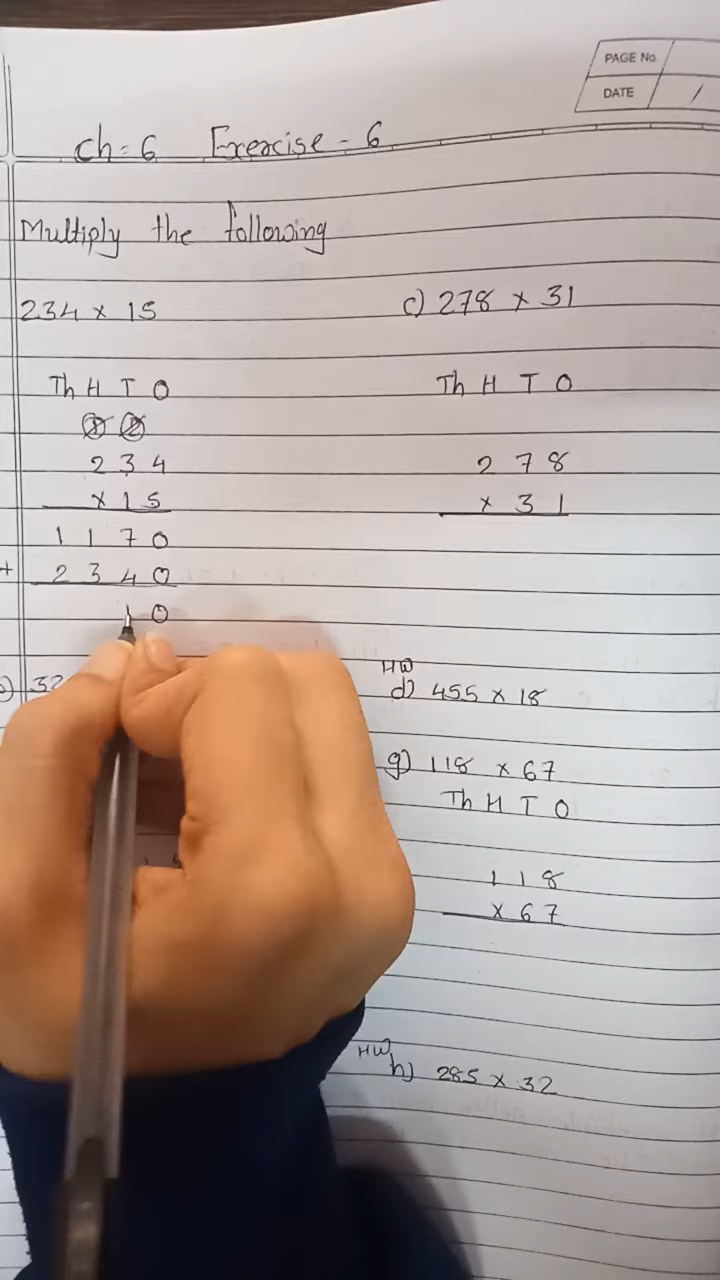 PAGE No.
DATE /
Ch=6 Exercise - 6
Multiply the following
234 x 15
Th H T O
2 3 4
x 1 5
1 1 7 0
+ 2 3 4 0
1 0
c) 278 x 31
Th H T O
2 7 8
x 3 1
32
HW
d) 455 x 18
g) 118 x 67
Th H T O
1 1 8
x 6 7
HW
h) 285 x 32